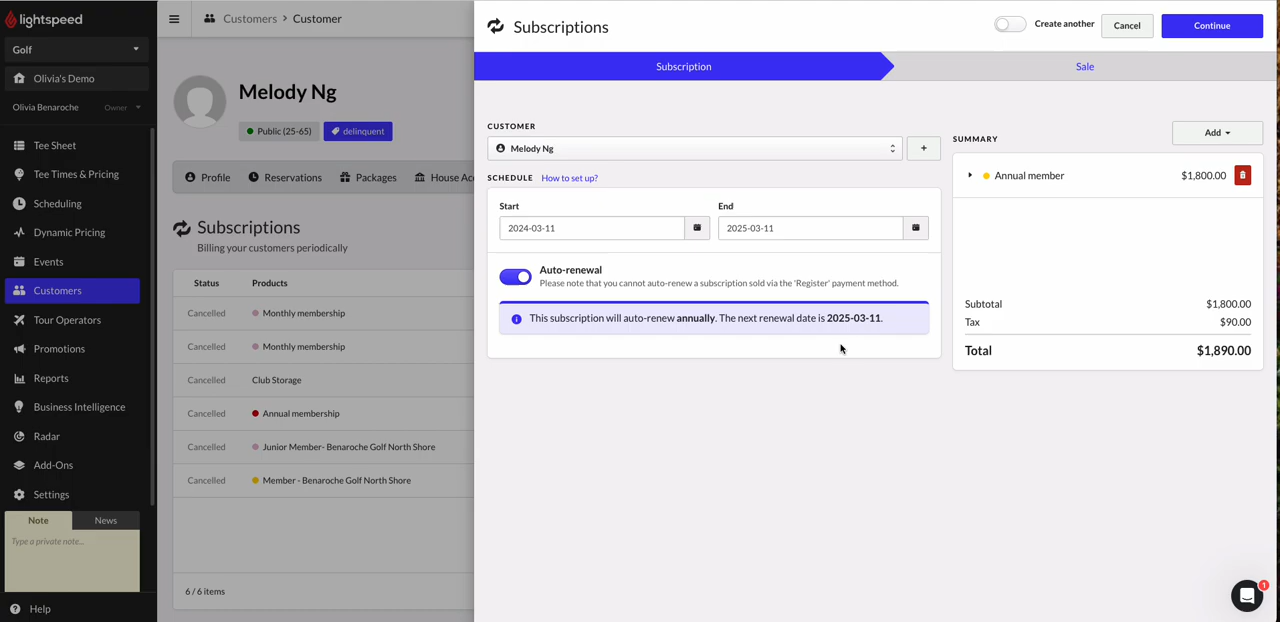 lightspeed
Golf
Olivia's Demo
Olivia Benaroche Owner
Tee Sheet
Tee Times & Pricing
Scheduling
Dynamic Pricing
Events
Customers
Tour Operators
Promotions
Reports
Business Intelligence
Radar
Add-Ons
Settings
Note News
Type a private note...
Help
Customers > Customer
Melody Ng
Public (25-65) delinquent
Profile Reservations Packages House Acc
Subscriptions
Billing your customers periodically
Status Products
Cancelled Monthly membership
Cancelled Monthly membership
Cancelled Club Storage
Cancelled Annual membership
Cancelled Junior Member- Benaroche Golf North Shore
Cancelled Member - Benaroche Golf North Shore
6 / 6 items
Subscriptions
Create another Cancel Continue
Subscription Sale
CUSTOMER
Melody Ng +
SCHEDULE How to set up?
Start End
2024-03-11 2025-03-11
Auto-renewal
Please note that you cannot auto-renew a subscription sold via the 'Register' payment method.
This subscription will auto-renew annually. The next renewal date is 2025-03-11.
SUMMARY Add
Annual member $1,800.00
Subtotal $1,800.00
Tax $90.00
Total $1,890.00
1